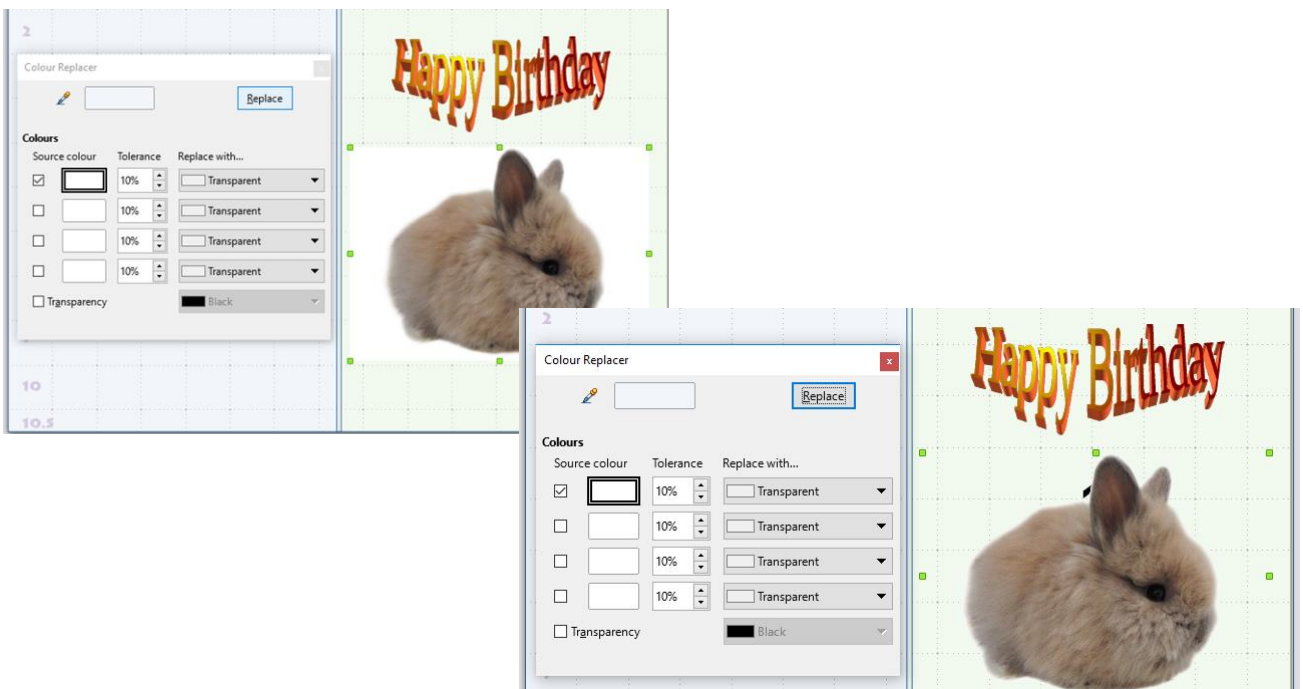 2
Colour Replacer
x
Replace
Colours
Source colour Tolerance Replace with...
10% Transparent
10% Transparent
10% Transparent
10% Transparent
Transparency Black
10
10.5
Happy Birthday
2
Colour Replacer
x
Replace
Colours
Source colour Tolerance Replace with...
10% Transparent
10% Transparent
10% Transparent
10% Transparent
Transparency Black
Happy Birthday